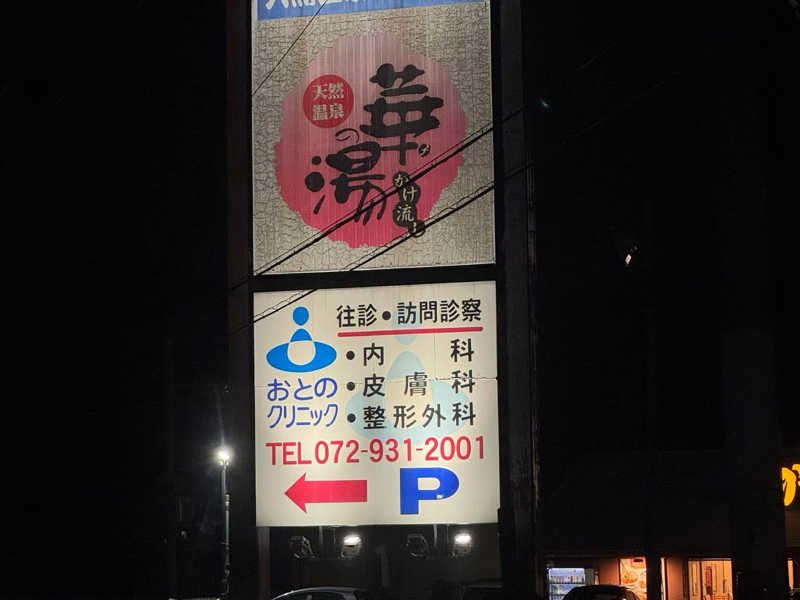 天然
温泉
華の湯
かけ流し
往診・訪問診察
・内科
・皮膚科
・整形外科
おとの
クリニック
TEL072-931-2001
P